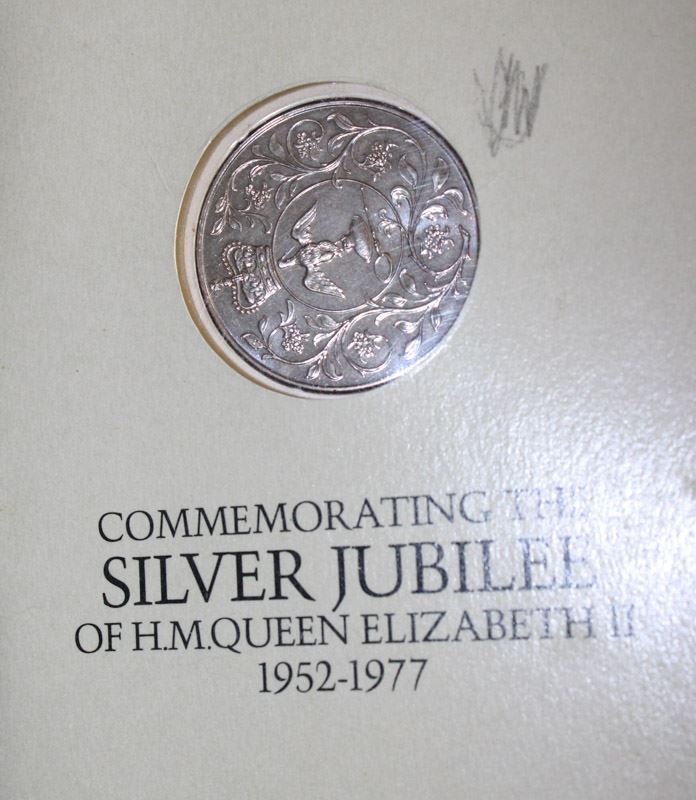 COMMEMORATING THE
SILVER JUBILEE
OF H.M.QUEEN ELIZABETH II
1952-1977